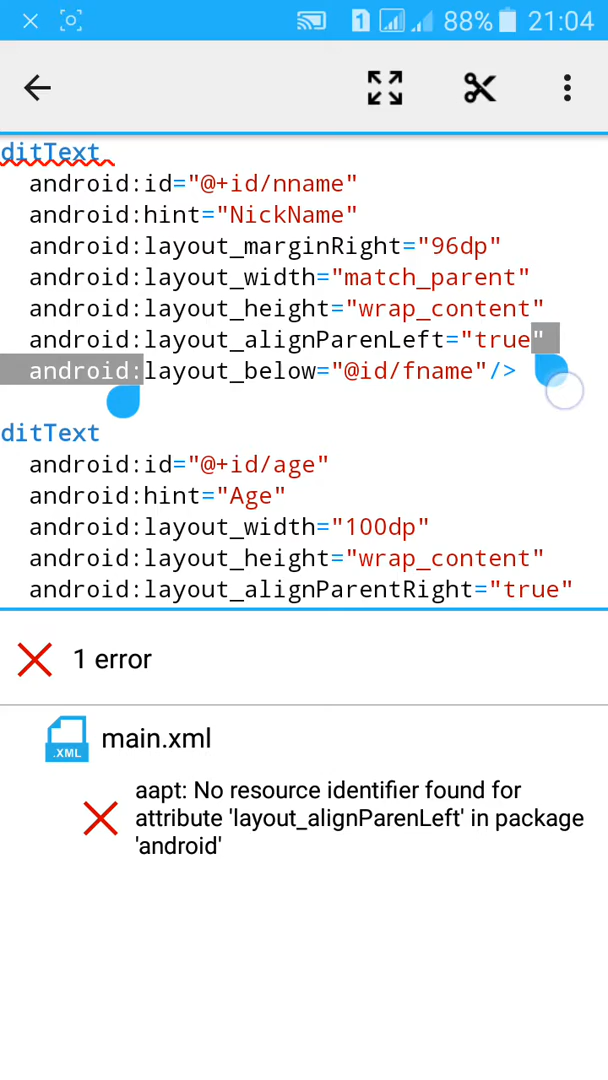 1 88% 21:04
ditText
android:id="@+id/nname"
android:hint="NickName"
android:layout_marginRight="96dp"
android:layout_width="match_parent"
android:layout_height="wrap_content"
android:layout_alignParenLeft="true"
android:layout_below="@id/fname"/>
ditText
android:id="@+id/age"
android:hint="Age"
android:layout_width="100dp"
android:layout_height="wrap_content"
android:layout_alignParentRight="true"
1 error
.XML main.xml
aapt: No resource identifier found for
attribute 'layout_alignParenLeft' in package
'android'